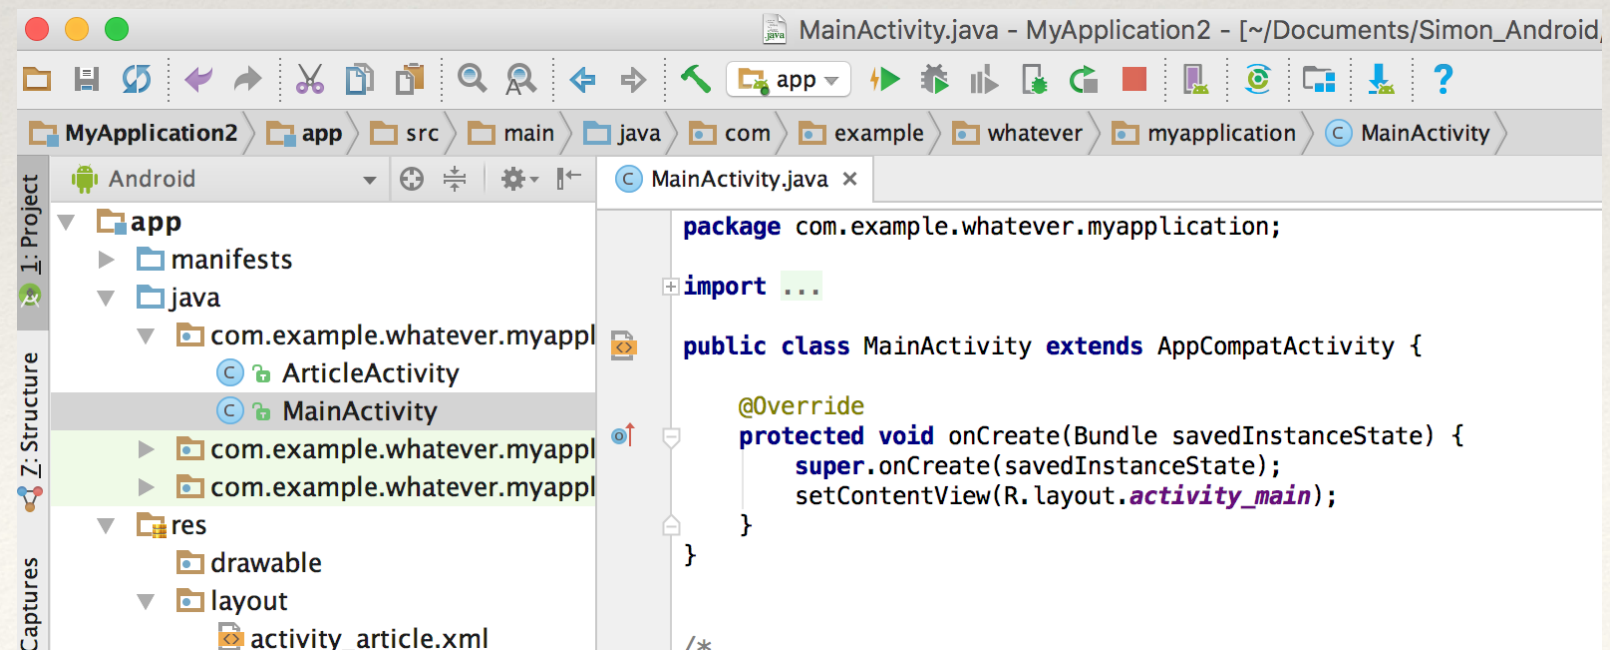 MainActivity.java - MyApplication2 - [~/Documents/Simon_Android/
app
MyApplication2 app src main java com example whatever myapplication MainActivity
1: Project
Z: Structure
Captures
Android
app
manifests
java
com.example.whatever.myappl
ArticleActivity
MainActivity
com.example.whatever.myappl
com.example.whatever.myappl
res
drawable
layout
activity_article.xml
MainActivity.java
package com.example.whatever.myapplication;
import ...
public class MainActivity extends AppCompatActivity {
@Override
protected void onCreate(Bundle savedInstanceState) {
super.onCreate(savedInstanceState);
setContentView(R.layout.activity_main);
}
}
/*